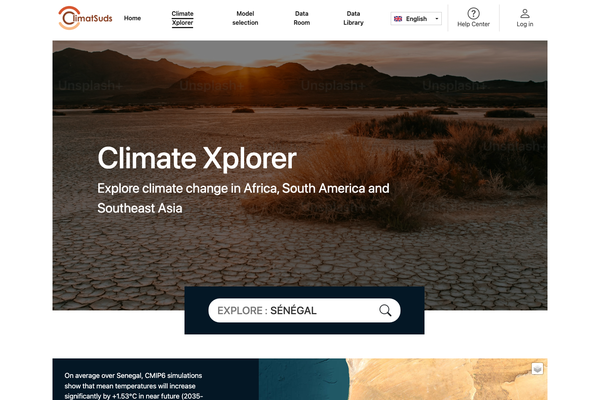 ClimatSuds
Home
Climate
Xplorer
Model
selection
Data
Room
Data
Library
English
Help Center
Log in
Unsplash+
Unsplash+
Unsplash+
Unsplash+
Climate Xplorer
Explore climate change in Africa, South America and
Southeast Asia
EXPLORE : SÉNÉGAL
On average over Senegal, CMIP6 simulations
show that mean temperatures will increase
significantly by +1.53°C in near future (2035-